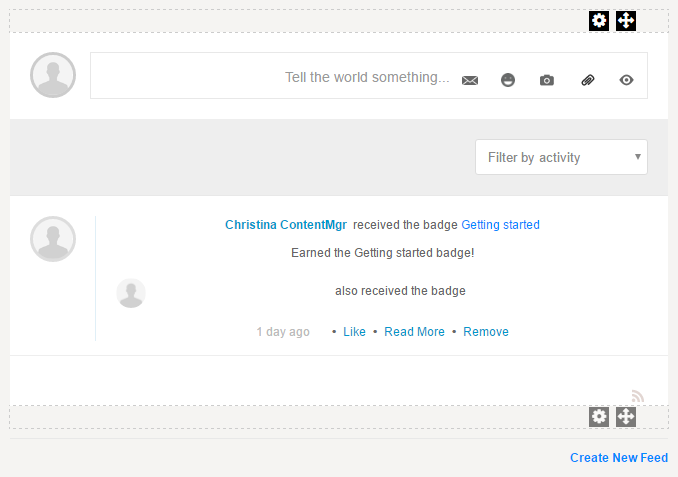 Tell the world something...
Filter by activity
Christina ContentMgr received the badge Getting started
Earned the Getting started badge!
also received the badge
1 day ago • Like • Read More • Remove
Create New Feed